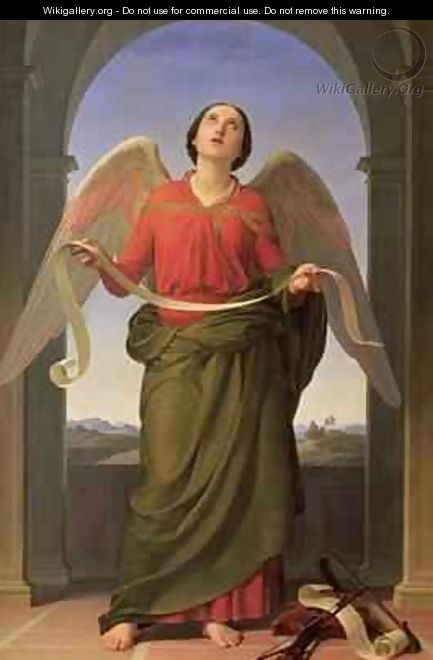 Wikigallery.org - Do not use for commercial use, Do not remove this warning.
WikiGallery.Org